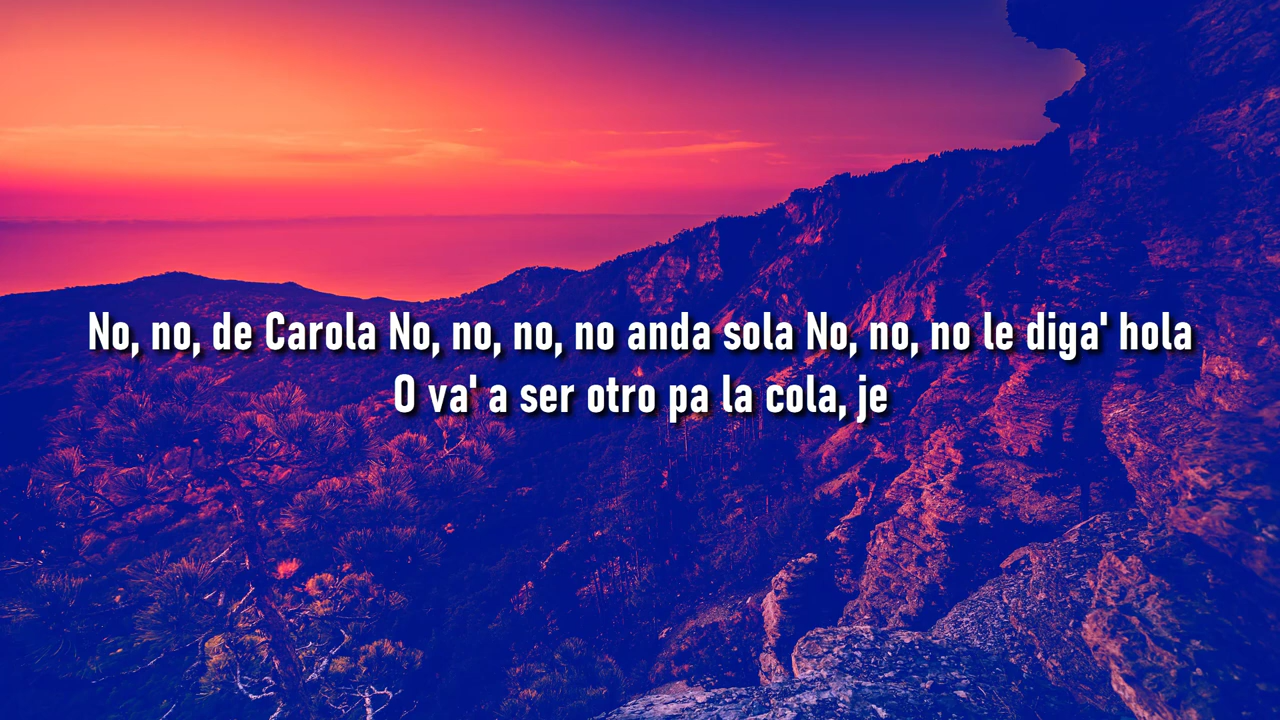 No, no, de Carola No, no, no, no anda sola No, no, no le diga' hola
O va' a ser otro pa la cola, je